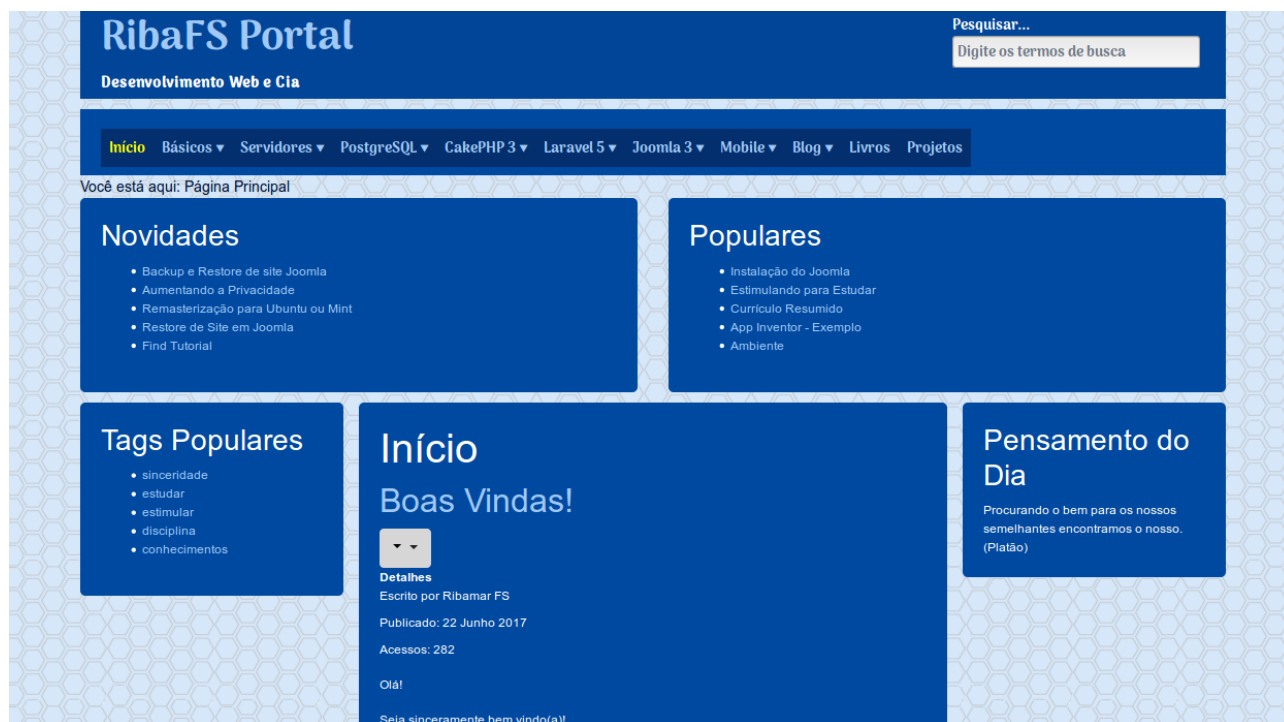 RibaFS Portal
Desenvolvimento Web e Cia
Pesquisar...
Digite os termos de busca
Início Básicos ▾ Servidores ▾ PostgreSQL ▾ CakePHP 3 ▾ Laravel 5 ▾ Joomla 3 ▾ Mobile ▾ Blog ▾ Livros Projetos
Você está aqui: Página Principal
Novidades
Backup e Restore de site Joomla
Aumentando a Privacidade
Remasterização para Ubuntu ou Mint
Restore de Site em Joomla
Find Tutorial
Populares
Instalação do Joomla
Estimulando para Estudar
Currículo Resumido
App Inventor - Exemplo
Ambiente
Tags Populares
sinceridade
estudar
estimular
disciplina
conhecimentos
Início
Boas Vindas!
Detalhes
Escrito por Ribamar FS
Publicado: 22 Junho 2017
Acessos: 282
Olá!
Seja sinceramente bem vindo(a)!
Pensamento do
Dia
Procurando o bem para os nossos
semelhantes encontramos o nosso.
(Platão)